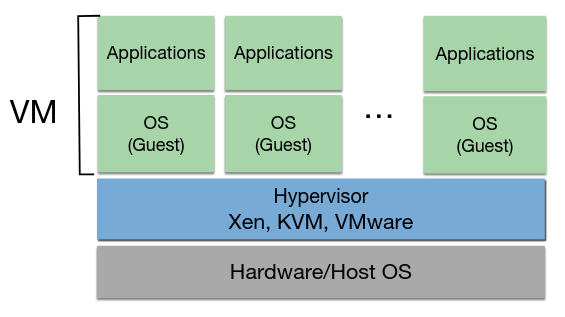 Applications
Applications
Applications
VM
OS
(Guest)
OS
(Guest)
...
OS
(Guest)
Hypervisor
Xen, KVM, VMware
Hardware/Host OS